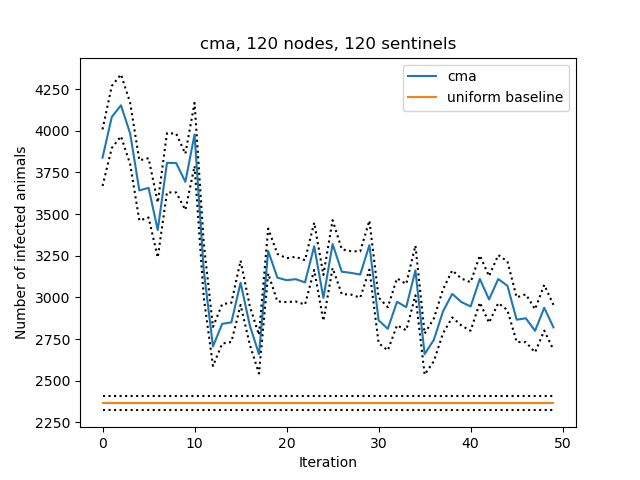 cma, 120 nodes, 120 sentinels
cma
uniform baseline
4250
4000
3750
3500
3250
3000
2750
2500
2250
Number of infected animals
0 10 20 30 40 50
Iteration